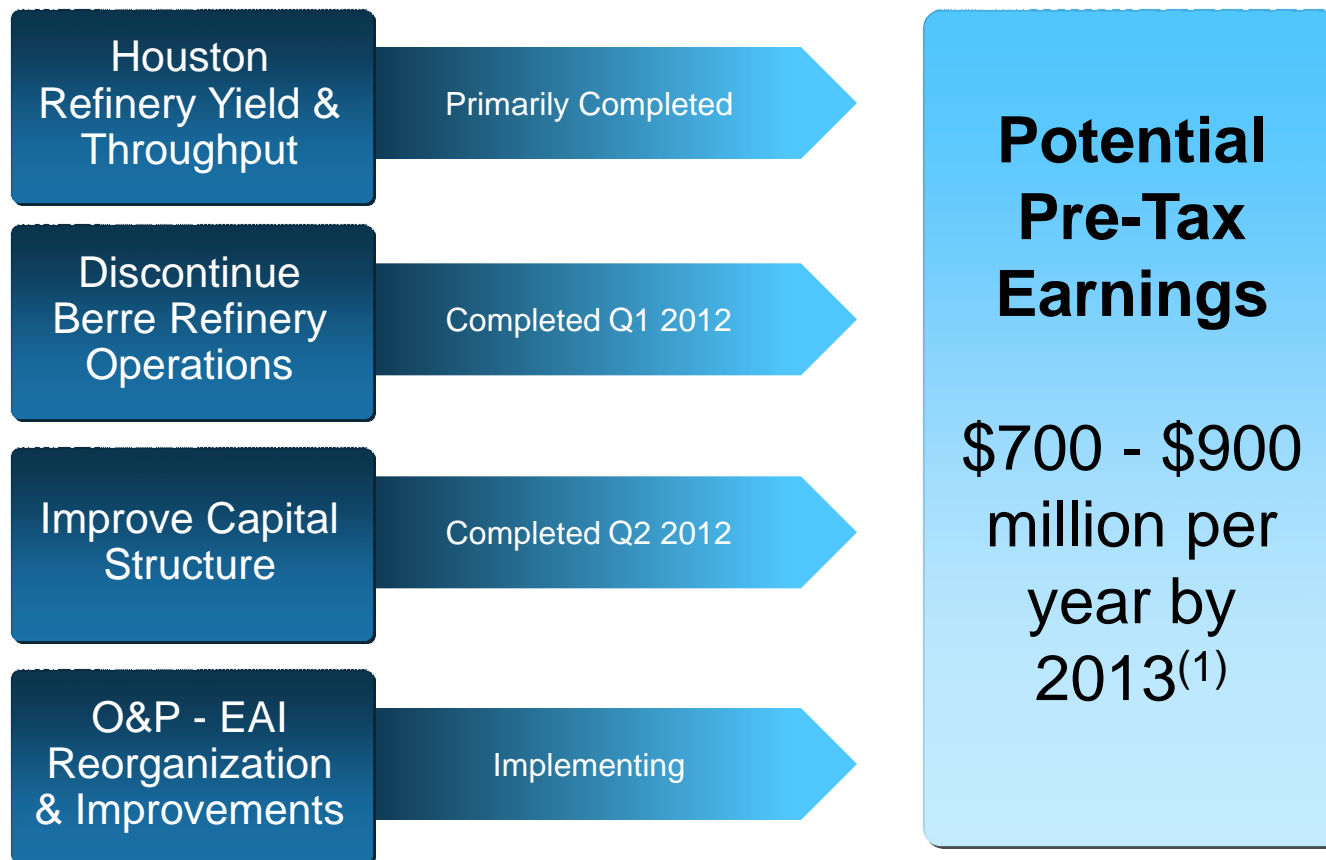 Houston
Refinery Yield &
Throughput
Primarily Completed
Discontinue
Berre Refinery
Operations
Completed Q1 2012
Improve Capital
Structure
Completed Q2 2012
O&P - EAI
Reorganization
& Improvements
Implementing
Potential
Pre-Tax
Earnings
$700 - $900
million per
year by
2013(1)